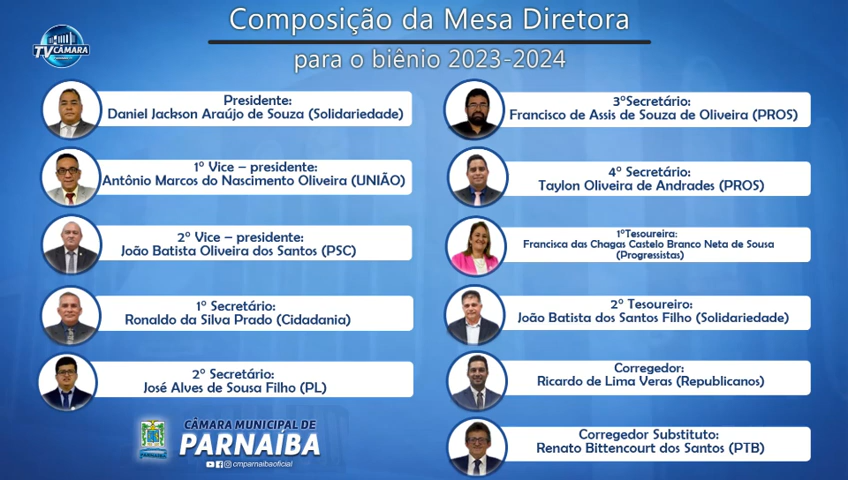 Composição da Mesa Diretora
para o biênio 2023-2024
TV CÂMARA
Presidente:
Daniel Jackson Araújo de Souza (Solidariedade)
1º Vice – presidente:
Antônio Marcos do Nascimento Oliveira (UNIÃO)
2º Vice – presidente:
João Batista Oliveira dos Santos (PSC)
1º Secretário:
Ronaldo da Silva Prado (Cidadania)
2º Secretário:
José Alves de Sousa Filho (PL)
3ºSecretário:
Francisco de Assis de Souza de Oliveira (PROS)
4º Secretário:
Taylon Oliveira de Andrades (PROS)
1ºTesoureira:
Francisca das Chagas Castelo Branco Neta de Sousa
(Progressistas)
2º Tesoureiro:
João Batista dos Santos Filho (Solidariedade)
Corregedor:
Ricardo de Lima Veras (Republicanos)
Corregedor Substituto:
Renato Bittencourt dos Santos (PTB)
CÂMARA MUNICIPAL DE
PARNAÍBA
cmparnaibaoficial
PARNAÍBA